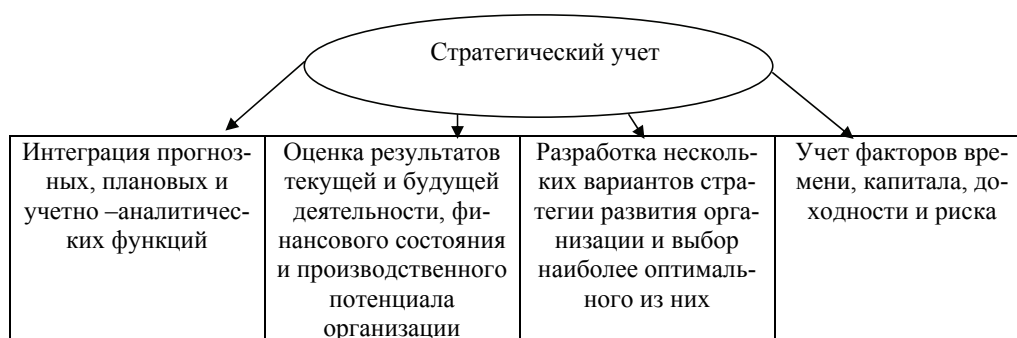 Стратегический учет
Интеграция прогноз-
ных, плановых и
учетно –аналитичес-
ких функций
Оценка результатов
текущей и будущей
деятельности, фи-
нансового состояния
и производственного
потенциала
организации
Разработка несколь-
ких вариантов стра-
тегии развития орга-
низации и выбор
наиболее оптималь-
ного из них
Учет факторов вре-
мени, капитала, до-
ходности и риска